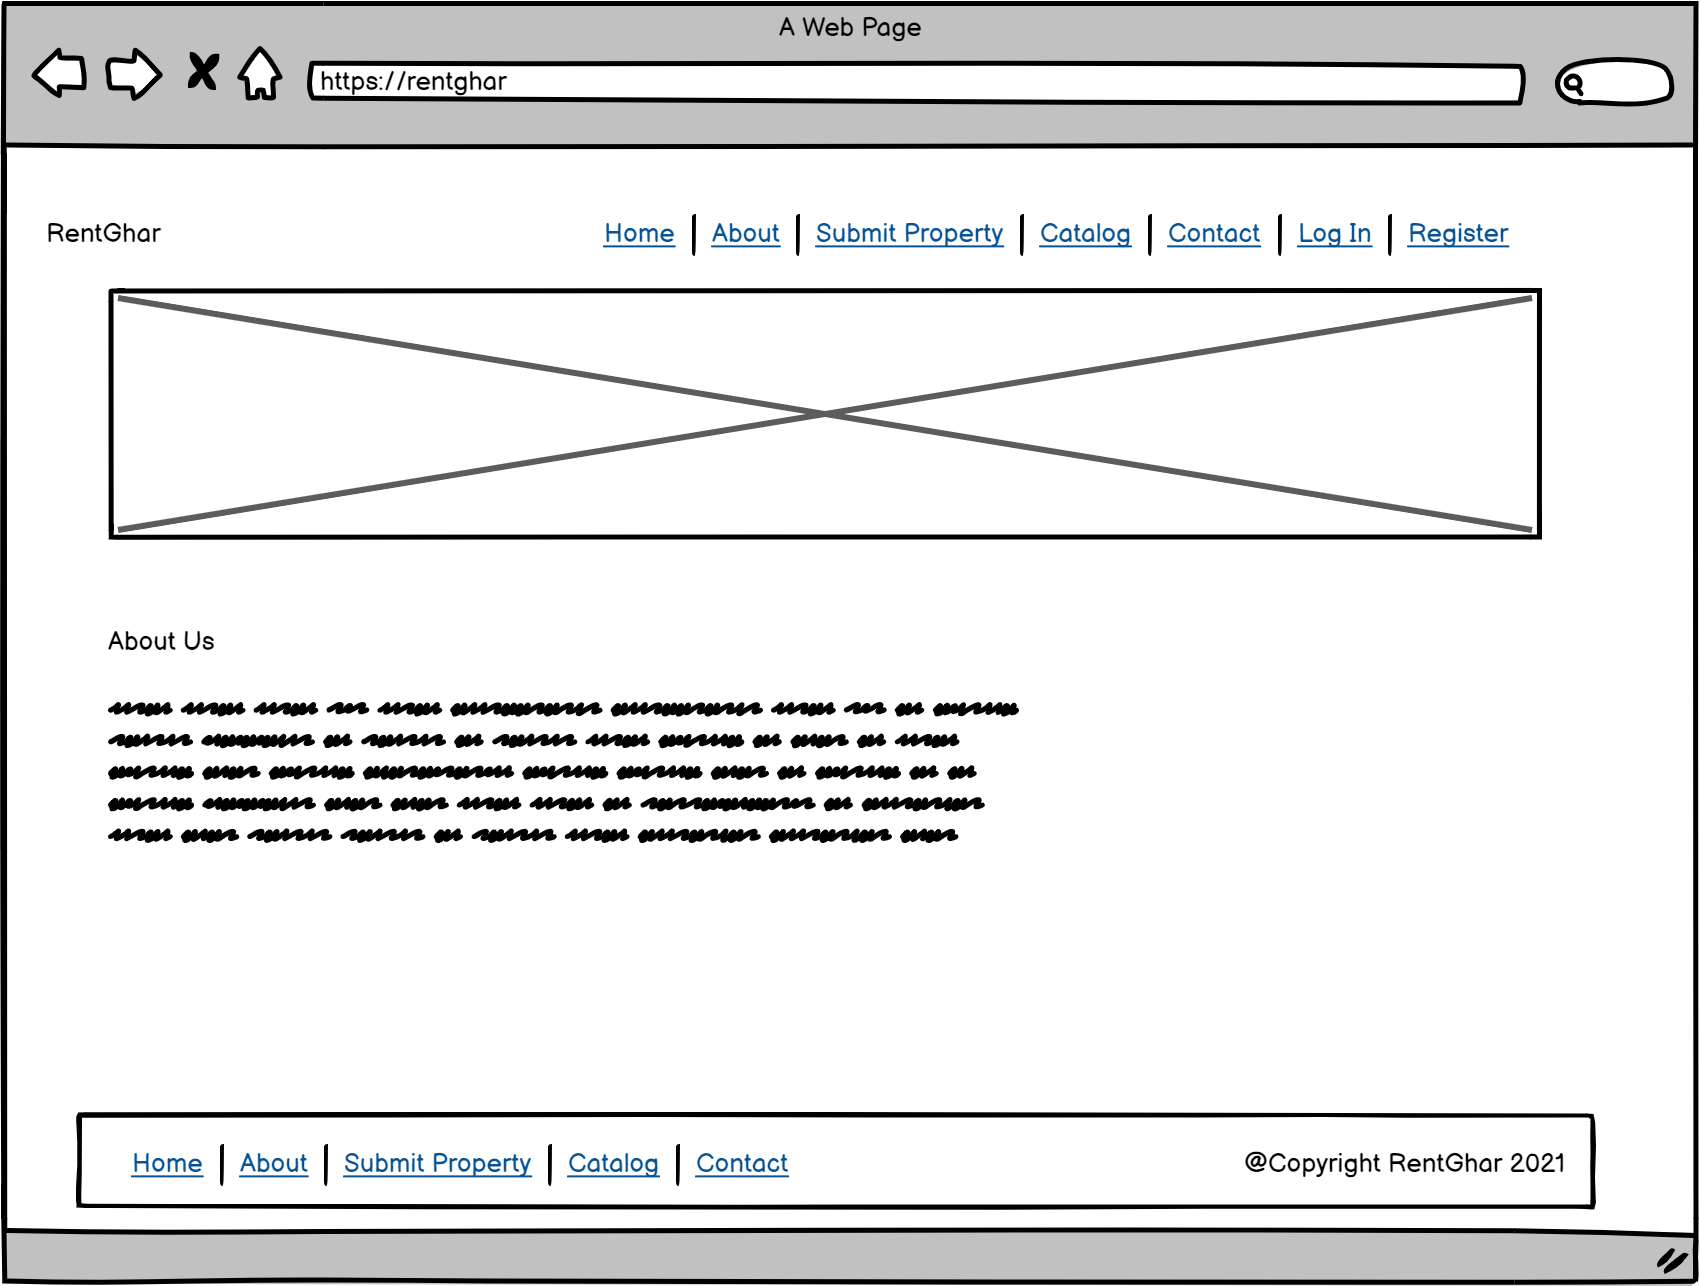 A Web Page
https://rentghar
RentGhar
Home About Submit Property Catalog Contact Log In Register
About Us
Home About Submit Property Catalog Contact
@Copyright RentGhar 2021